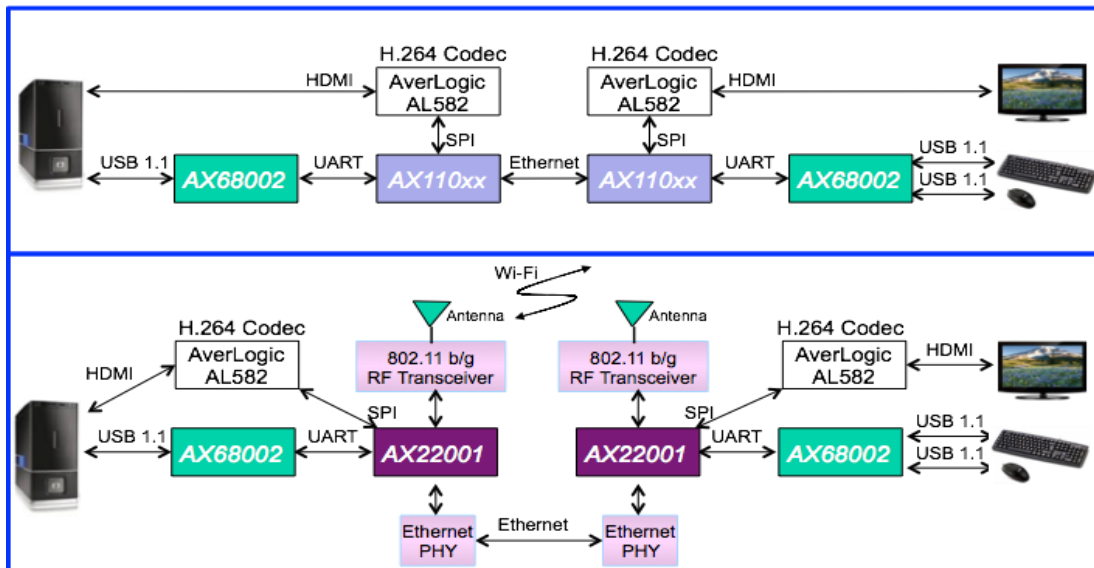 H.264 Codec
H.264 Codec
HDMI
AverLogic
AL582
AverLogic
AL582
HDMI
SPI
SPI
USB 1.1
AX68002
UART
AX110xx
Ethernet
AX110xx
UART
AX68002
USB 1.1
USB 1.1
Wi-Fi
Antenna
Antenna
H.264 Codec
H.264 Codec
HDMI
AverLogic
AL582
802.11 b/g
RF Transceiver
802.11 b/g
RF Transceiver
AverLogic
AL582
HDMI
SPI
SPI
USB 1.1
AX68002
UART
AX22001
AX22001
UART
AX68002
USB 1.1
USB 1.1
Ethernet
PHY
Ethernet
Ethernet
PHY